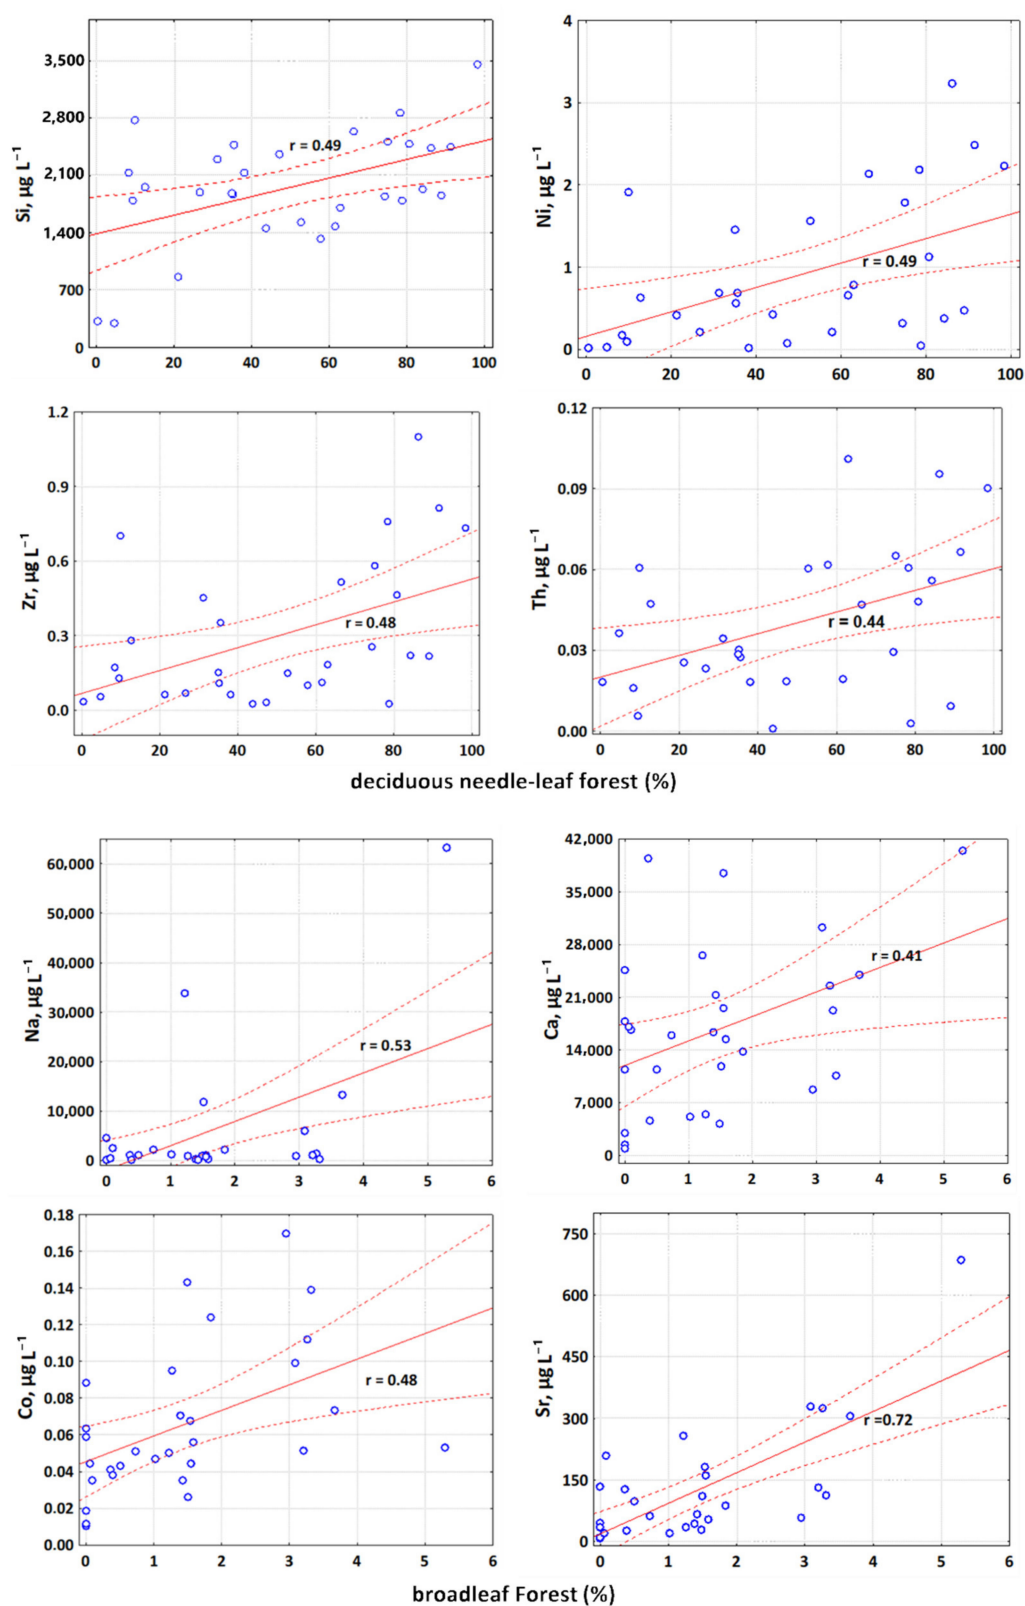 Si, µg L⁻¹
3,500
2,800
2,100
1,400
700
0
r = 0.49
0 20 40 60 80 100
Ni, µg L⁻¹
4
3
2
1
0
r = 0.49
0 20 40 60 80 100
Zr, µg L⁻¹
1.2
0.9
0.6
0.3
0.0
r = 0.48
0 20 40 60 80 100
Th, µg L⁻¹
0.12
0.09
0.06
0.03
0.00
r = 0.44
0 20 40 60 80 100
deciduous needle-leaf forest (%)
Na, µg L⁻¹
60,000
50,000
40,000
30,000
20,000
10,000
0
r = 0.53
0 1 2 3 4 5 6
Ca, µg L⁻¹
42,000
35,000
28,000
21,000
14,000
7,000
0
r = 0.41
0 1 2 3 4 5 6
Co, µg L⁻¹
0.18
0.16
0.14
0.12
0.10
0.08
0.06
0.04
0.02
0.00
r = 0.48
0 1 2 3 4 5 6
Sr, µg L⁻¹
750
600
450
300
150
0
r =0.72
0 1 2 3 4 5 6
broadleaf Forest (%)